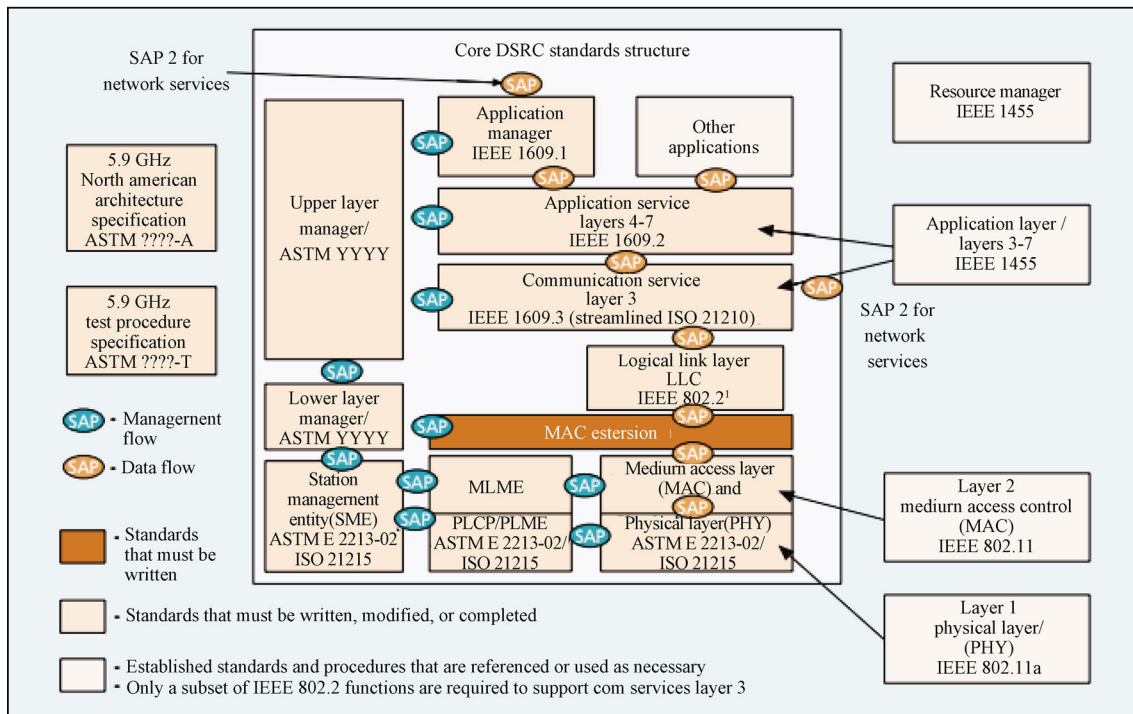 Core DSRC standards structure
SAP 2 for
network services
SAP
Application
manager
IEEE 1609.1
SAP
SAP
Other
applications
SAP
Resource manager
IEEE 1455
5.9 GHz
North american
architecture
specification
ASTM ????-A
Upper layer
manager/
ASTM YYYY
SAP
Application service
layers 4-7
IEEE 1609.2
SAP
Application layer /
layers 3-7
IEEE 1455
SAP
Communication service
layer 3
IEEE 1609.3 (streamlined ISO 21210)
SAP
SAP
SAP 2 for
network
services
5.9 GHz
test procedure
specification
ASTM ????-T
SAP
Logical link layer
LLC
IEEE 802.2¹
SAP
Lower layer
manager/
ASTM YYYY
SAP
SAP
MAC estersion
SAP
SAP
- Management
flow
SAP
- Data flow
Station
management
entity(SME)
ASTM E 2213-02
ISO 21215
SAP
SAP
MLME
PLCP/PLME
ASTM E 2213-02/
ISO 21215
SAP
SAP
Mediurn access layer
(MAC) and
SAP
Physical layer(PHY)
ASTM E 2213-02/
ISO 21215
Layer 2
mediurn access control
(MAC)
IEEE 802.11
Layer 1
physical layer/
(PHY)
IEEE 802.11a
- Standards
that must be
written
- Standards that must be written, modified, or completed
- Established standards and procedures that are referenced or used as necessary
- Only a subset of IEEE 802.2 functions are required to support com services layer 3